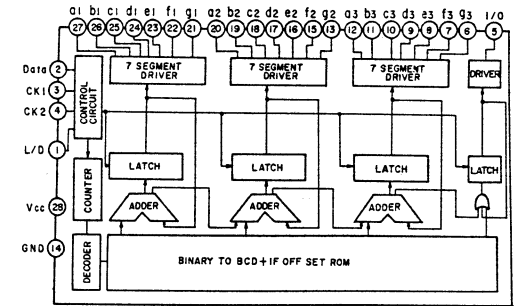 a1 b1 c1 d1 e1 f1 g1 a2 b2 c2 d2 e2 f2 g2 a3 b3 c3 d3 e3 f3 g3 I/O
27 26 25 24 23 22 21 20 19 18 17 16 15 13 12 11 10 9 8 7 6 5
Data 2
CK1 3
CK2 4
L/D 1
Vcc 28
GND 14
CONTROL CIRCUIT
COUNTER
DECODER
7 SEGMENT DRIVER
7 SEGMENT DRIVER
7 SEGMENT DRIVER
DRIVER
LATCH
LATCH
LATCH
LATCH
ADDER
ADDER
ADDER
BINARY TO BCD+IF OFF SET ROM